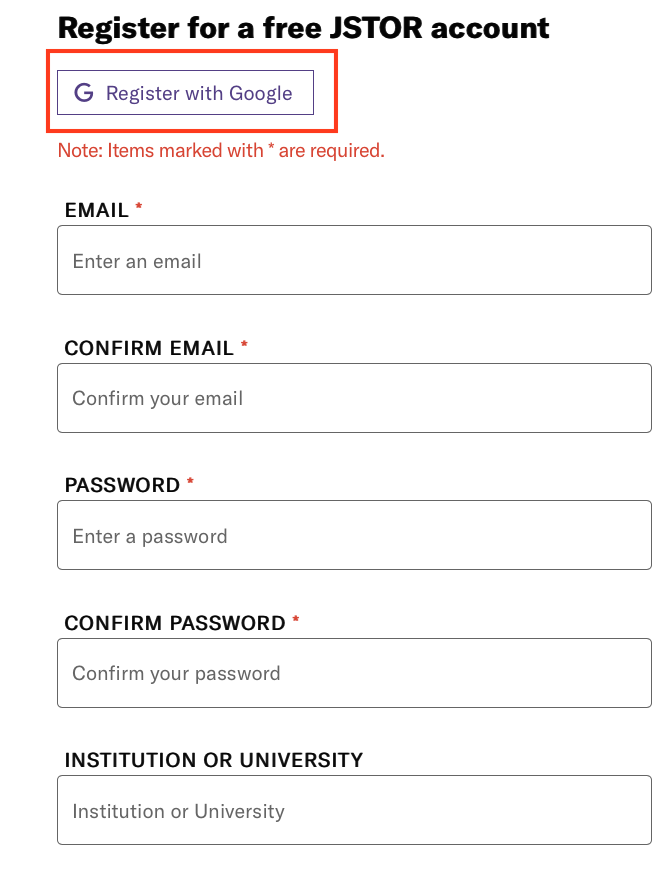 Register for a free JSTOR account
Register with Google
Note: Items marked with * are required.
EMAIL *
Enter an email
CONFIRM EMAIL *
Confirm your email
PASSWORD *
Enter a password
CONFIRM PASSWORD *
Confirm your password
INSTITUTION OR UNIVERSITY
Institution or University